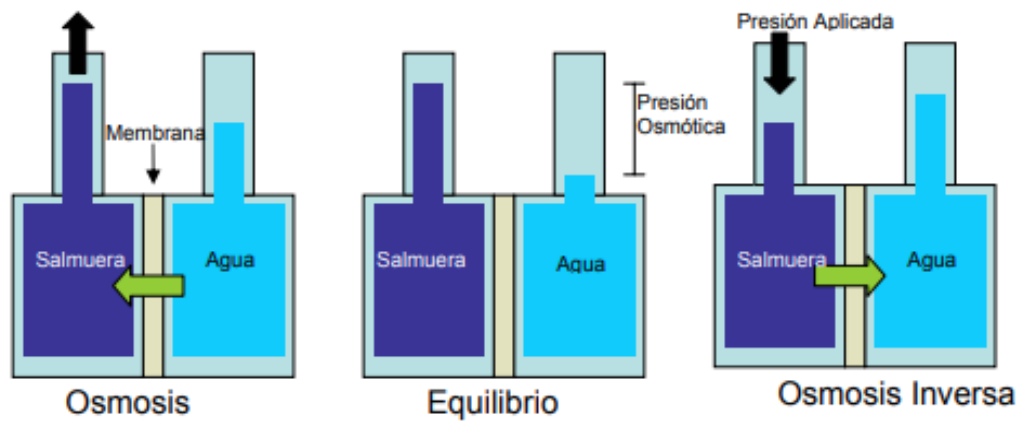 Presión Aplicada
Membrana
Presión
Osmótica
Salmuera
Agua
Salmuera
Agua
Salmuera
Agua
Osmosis
Equilibrio
Osmosis Inversa